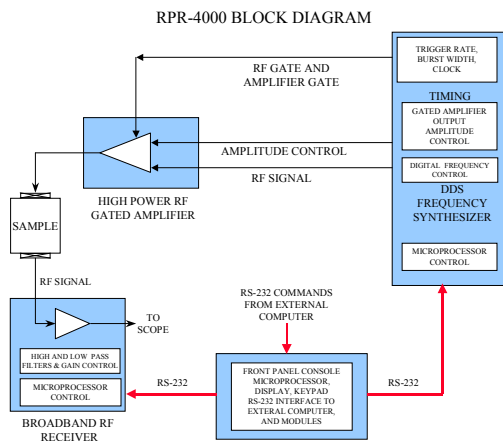 RPR-4000 BLOCK DIAGRAM
TRIGGER RATE,
BURST WIDTH,
CLOCK
TIMING
RF GATE AND
AMPLIFIER GATE
GATED AMPLIFIER
OUTPUT
AMPLITUDE
CONTROL
AMPLITUDE CONTROL
DIGITAL FREQUENCY
CONTROL
RF SIGNAL
DDS
FREQUENCY
SYNTHESIZER
HIGH POWER RF
GATED AMPLIFIER
SAMPLE
MICROPROCESSOR
CONTROL
RF SIGNAL
RS-232 COMMANDS
FROM EXTERNAL
COMPUTER
TO
SCOPE
HIGH AND LOW PASS
FILTERS & GAIN CONTROL
MICROPROCESSOR
CONTROL
BROADBAND RF
RECEIVER
RS-232
FRONT PANEL CONSOLE
MICROPROCESSOR,
DISPLAY, KEYPAD
RS-232 INTERFACE TO
EXTERAL COMPUTER,
AND MODULES
RS-232